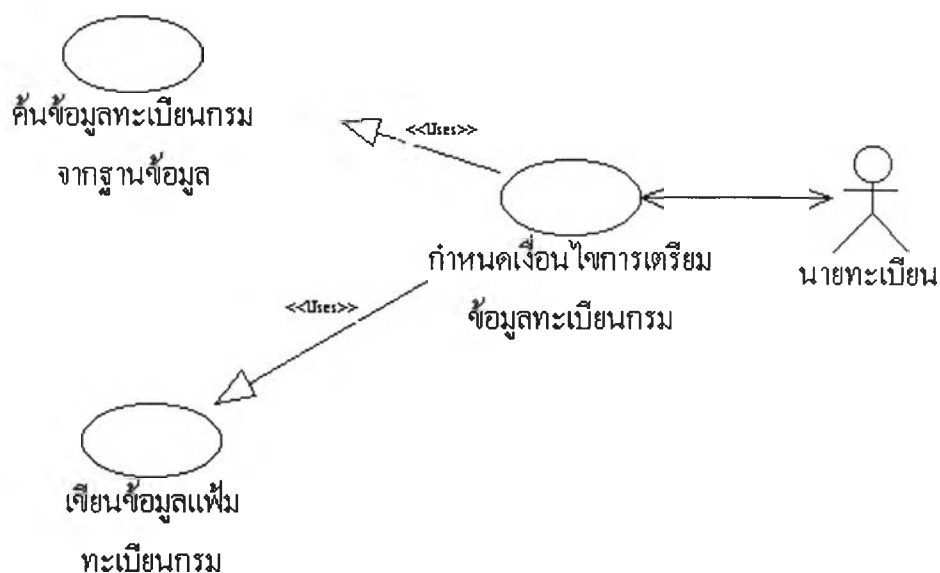 ค้นข้อมูลทะเบียนกรม
จากฐานข้อมูล
<<Uses>>
กำหนดเงื่อนไขการเตรียม
ข้อมูลทะเบียนกรม
นายทะเบียน
<<Uses>>
เขียนข้อมูลแฟ้ม
ทะเบียนกรม